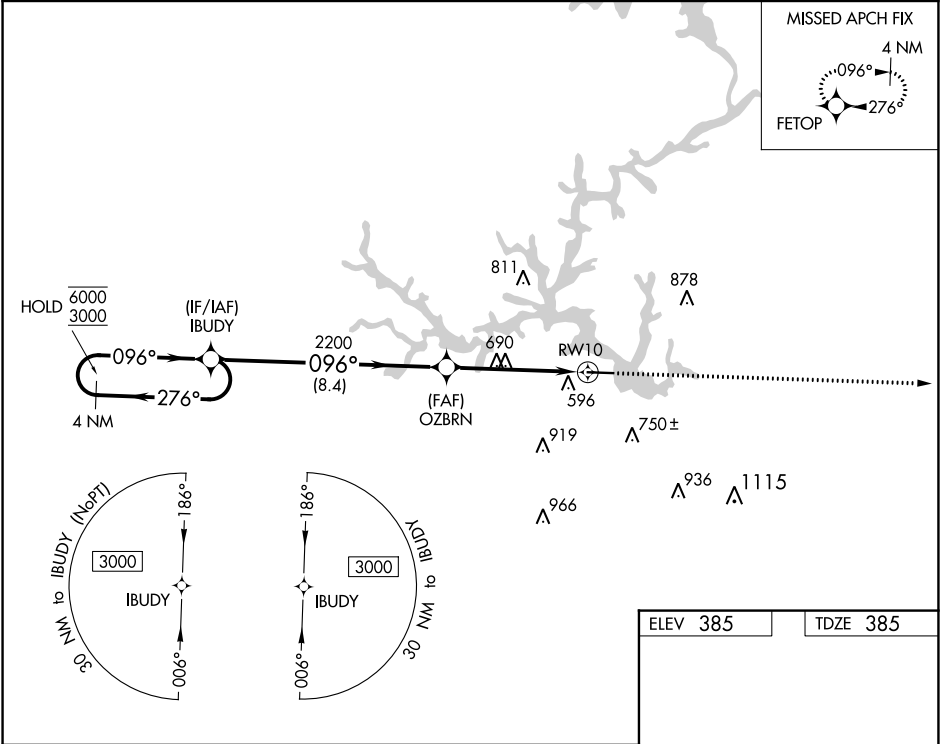 MISSED APCH FIX
4 NM
096°
276°
FETOP
811
878
HOLD
6000
3000
(IF/IAF)
IBUDY
096°
276°
4 NM
2200
096°
(8.4)
690
RW10
(FAF)
OZBRN
596
919
750±
966
936
1115
30 NM to IBUDY (NoPT)
186°
3000
IBUDY
006°
186°
3000
IBUDY
006°
30 NM to IBUDY
ELEV 385
TDZE 385